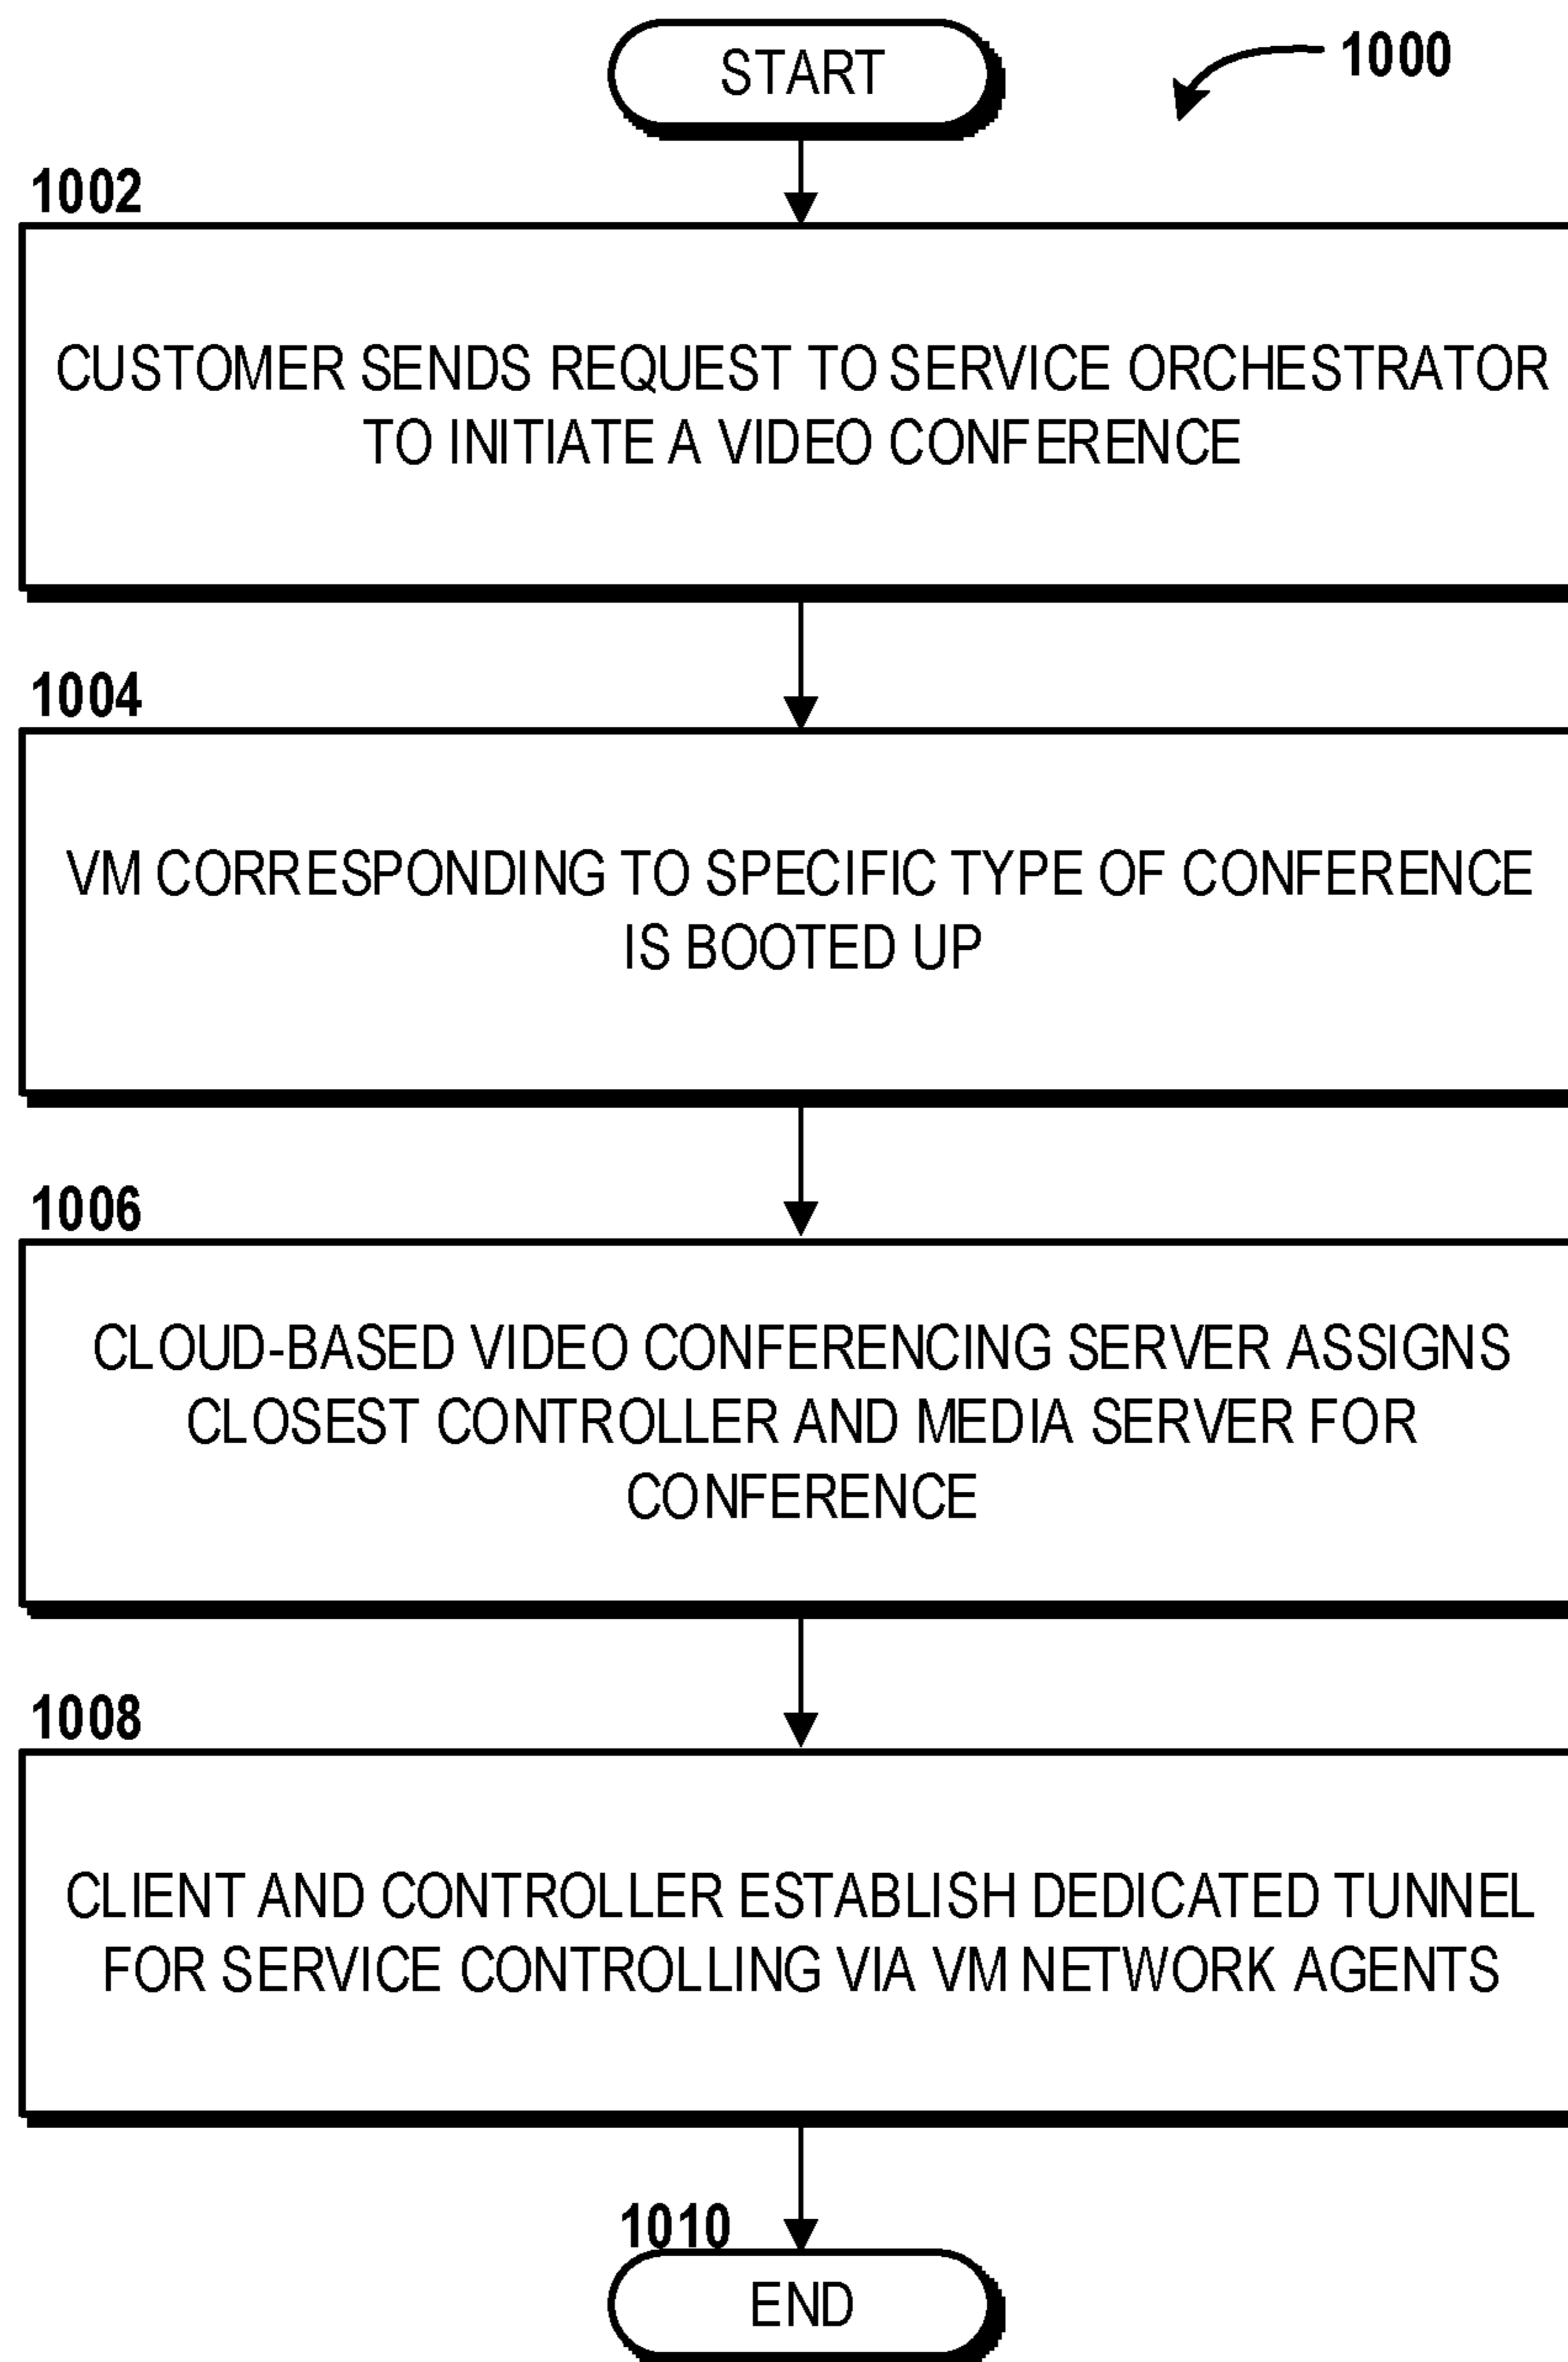 START
1000
1002
CUSTOMER SENDS REQUEST TO SERVICE ORCHESTRATOR
TO INITIATE A VIDEO CONFERENCE
1004
VM CORRESPONDING TO SPECIFIC TYPE OF CONFERENCE
IS BOOTED UP
1006
CLOUD-BASED VIDEO CONFERENCING SERVER ASSIGNS
CLOSEST CONTROLLER AND MEDIA SERVER FOR
CONFERENCE
1008
CLIENT AND CONTROLLER ESTABLISH DEDICATED TUNNEL
FOR SERVICE CONTROLLING VIA VM NETWORK AGENTS
1010
END